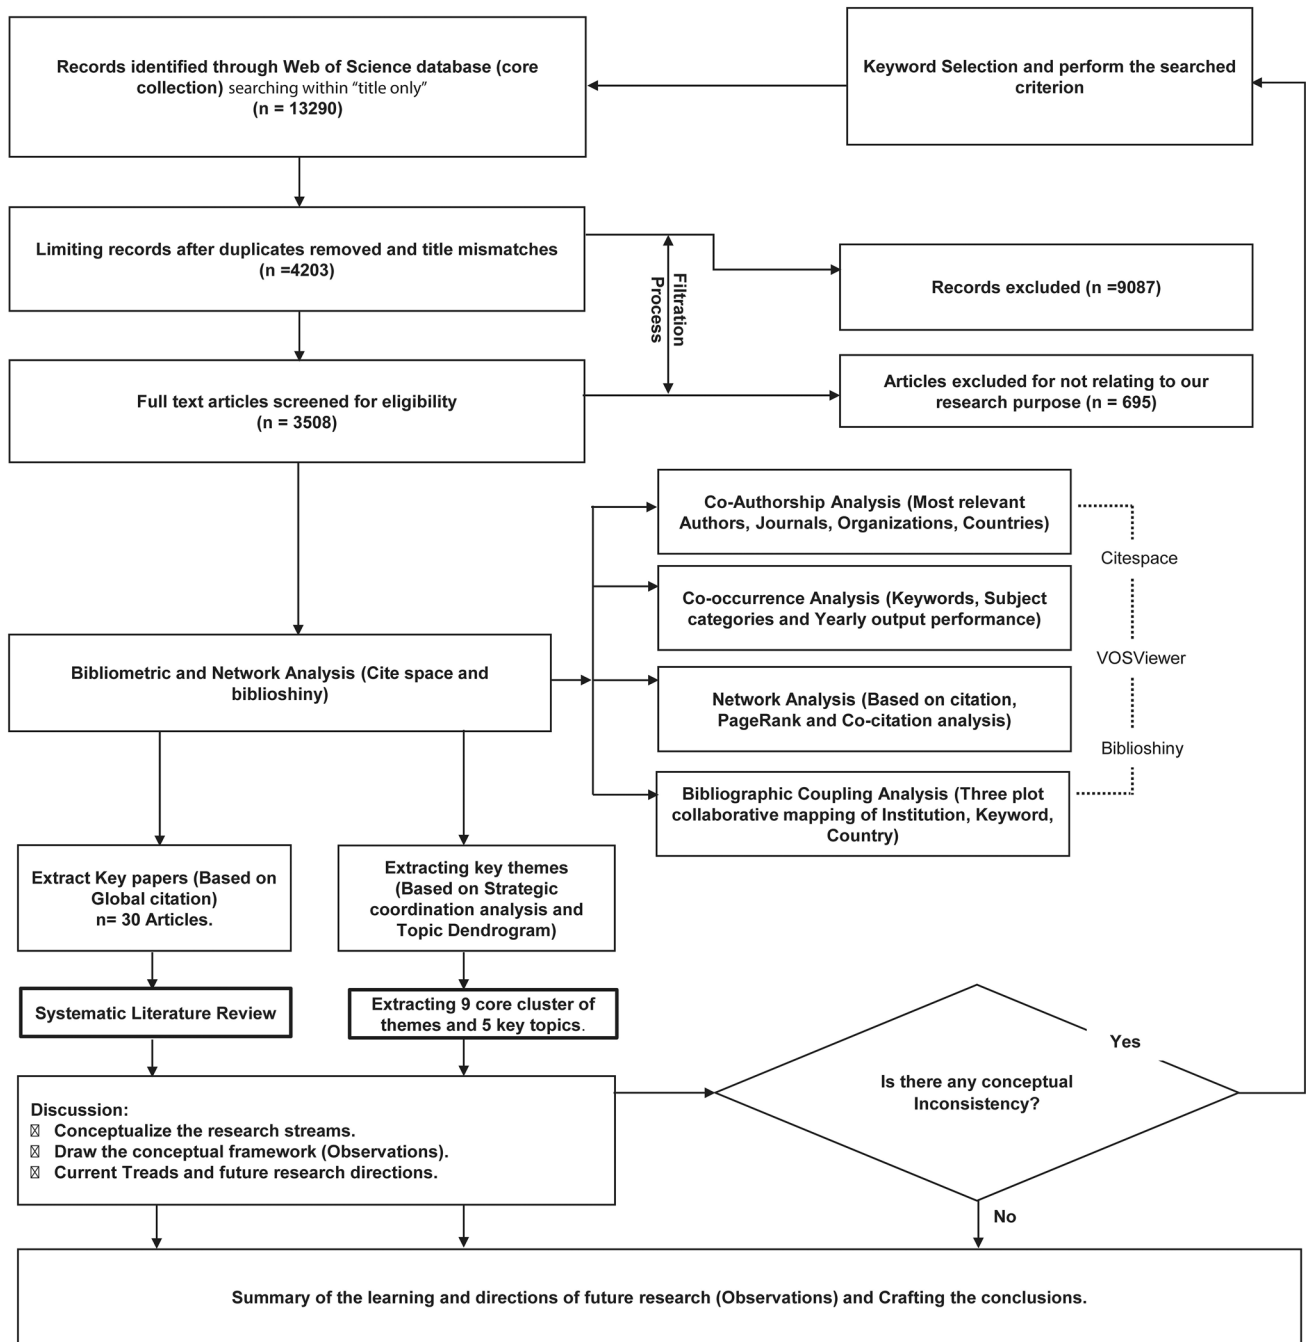 Records identified through Web of Science database (core
collection) searching within “title only”
(n = 13290)
Keyword Selection and perform the searched
criterion
Limiting records after duplicates removed and title mismatches
(n =4203)
Filtration
Process
Records excluded (n =9087)
Full text articles screened for eligibility
(n = 3508)
Articles excluded for not relating to our
research purpose (n = 695)
Co-Authorship Analysis (Most relevant
Authors, Journals, Organizations, Countries)
Citespace
Co-occurrence Analysis (Keywords, Subject
categories and Yearly output performance)
VOSViewer
Bibliometric and Network Analysis (Cite space and
biblioshiny)
Network Analysis (Based on citation,
PageRank and Co-citation analysis)
Biblioshiny
Bibliographic Coupling Analysis (Three plot
collaborative mapping of Institution, Keyword,
Country)
Extract Key papers (Based on
Global citation)
n= 30 Articles.
Extracting key themes
(Based on Strategic
coordination analysis and
Topic Dendrogram)
Systematic Literature Review
Extracting 9 core cluster of
themes and 5 key topics.
Discussion:
Conceptualize the research streams.
Draw the conceptual framework (Observations).
Current Treads and future research directions.
Is there any conceptual
Inconsistency?
Yes
No
Summary of the learning and directions of future research (Observations) and Crafting the conclusions.